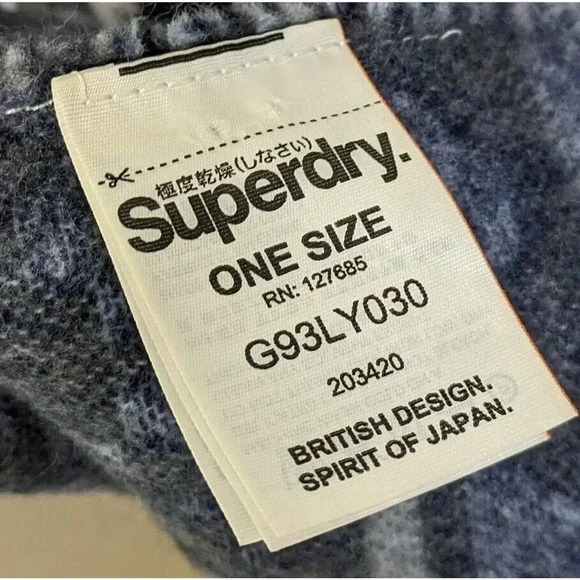 極度乾燥(しなさい)
Superdry.
ONE SIZE
RN: 127685
G93LY030
203420
BRITISH DESIGN.
SPIRIT OF JAPAN.